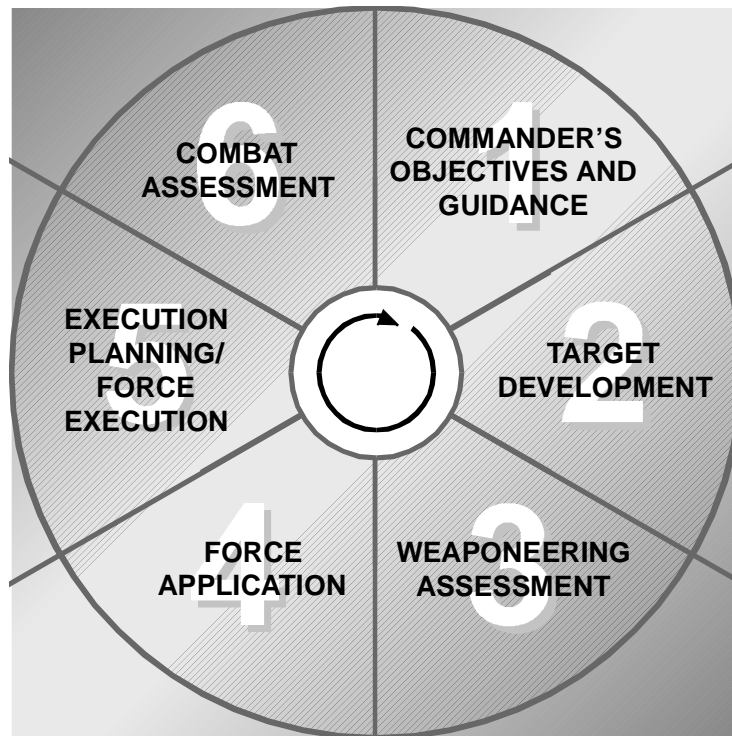 1
COMMANDER'S
OBJECTIVES AND
GUIDANCE
2
TARGET
DEVELOPMENT
3
WEAPONEERING
ASSESSMENT
4
FORCE
APPLICATION
5
EXECUTION
PLANNING/
FORCE
EXECUTION
6
COMBAT
ASSESSMENT